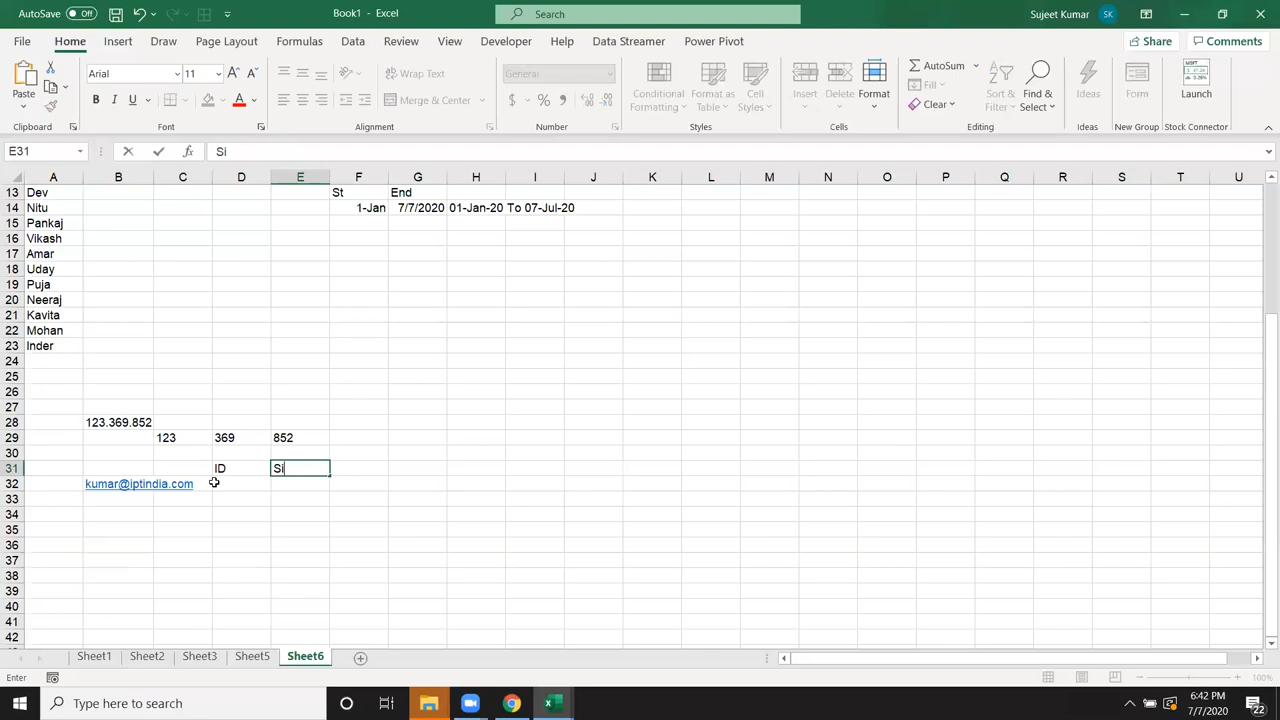 AutoSave Off Book1 - Excel Search Sujeet Kumar SK
File Home Insert Draw Page Layout Formulas Data Review View Developer Help Data Streamer Power Pivot Share Comments
Paste Arial 11 A A Wrap Text General Conditional Formatting Format as Table Cell Styles Insert Delete Format AutoSum Fill Clear Sort & Filter Find & Select Ideas Form Launch
B I U A Merge & Center $ % ,
Clipboard Font Alignment Number Styles Cells Editing Ideas New Group Stock Connector
E31 fx Si
A B C D E F G H I J K L M N O P Q R S T U
13 Dev St End
14 Nitu 1-Jan 7/7/2020 01-Jan-20 To 07-Jul-20
15 Pankaj
16 Vikash
17 Amar
18 Uday
19 Puja
20 Neeraj
21 Kavita
22 Mohan
23 Inder
24
25
26
27
28 123.369.852
29 123 369 852
30
31 ID Si
32 kumar@iptindia.com
33
34
35
36
37
38
39
40
41
42
Sheet1 Sheet2 Sheet3 Sheet5 Sheet6
Enter 100%
Type here to search 6:42 PM
7/7/2020 22